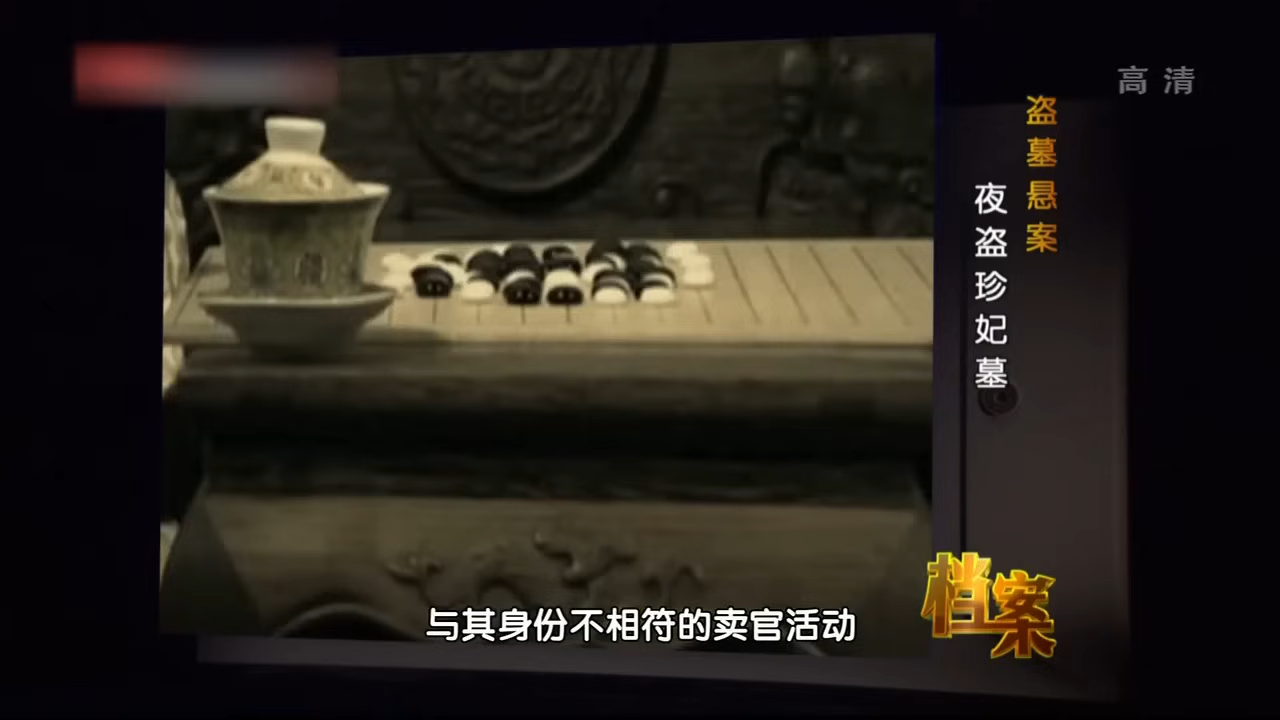 高清
盗墓悬案
夜盗珍妃墓
档案
与其身份不相符的卖官活动